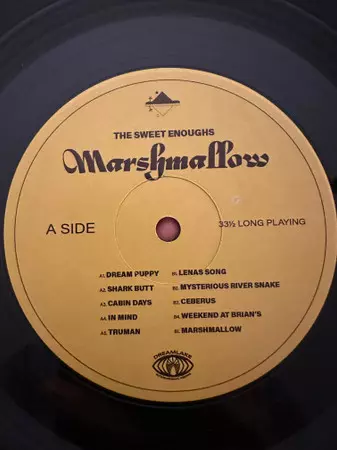 THE SWEET ENOUGHS
Marshmallow
A SIDE
33½ LONG PLAYING
A1. DREAM PUPPY
A2. SHARK BUTT
A3. CABIN DAYS
A4. IN MIND
A5. TRUMAN
B1. LENAS SONG
B2. MYSTERIOUS RIVER SNAKE
B3. CEBERUS
B4. WEEKEND AT BRIAN'S
B5. MARSHMALLOW
DREAMLAKE